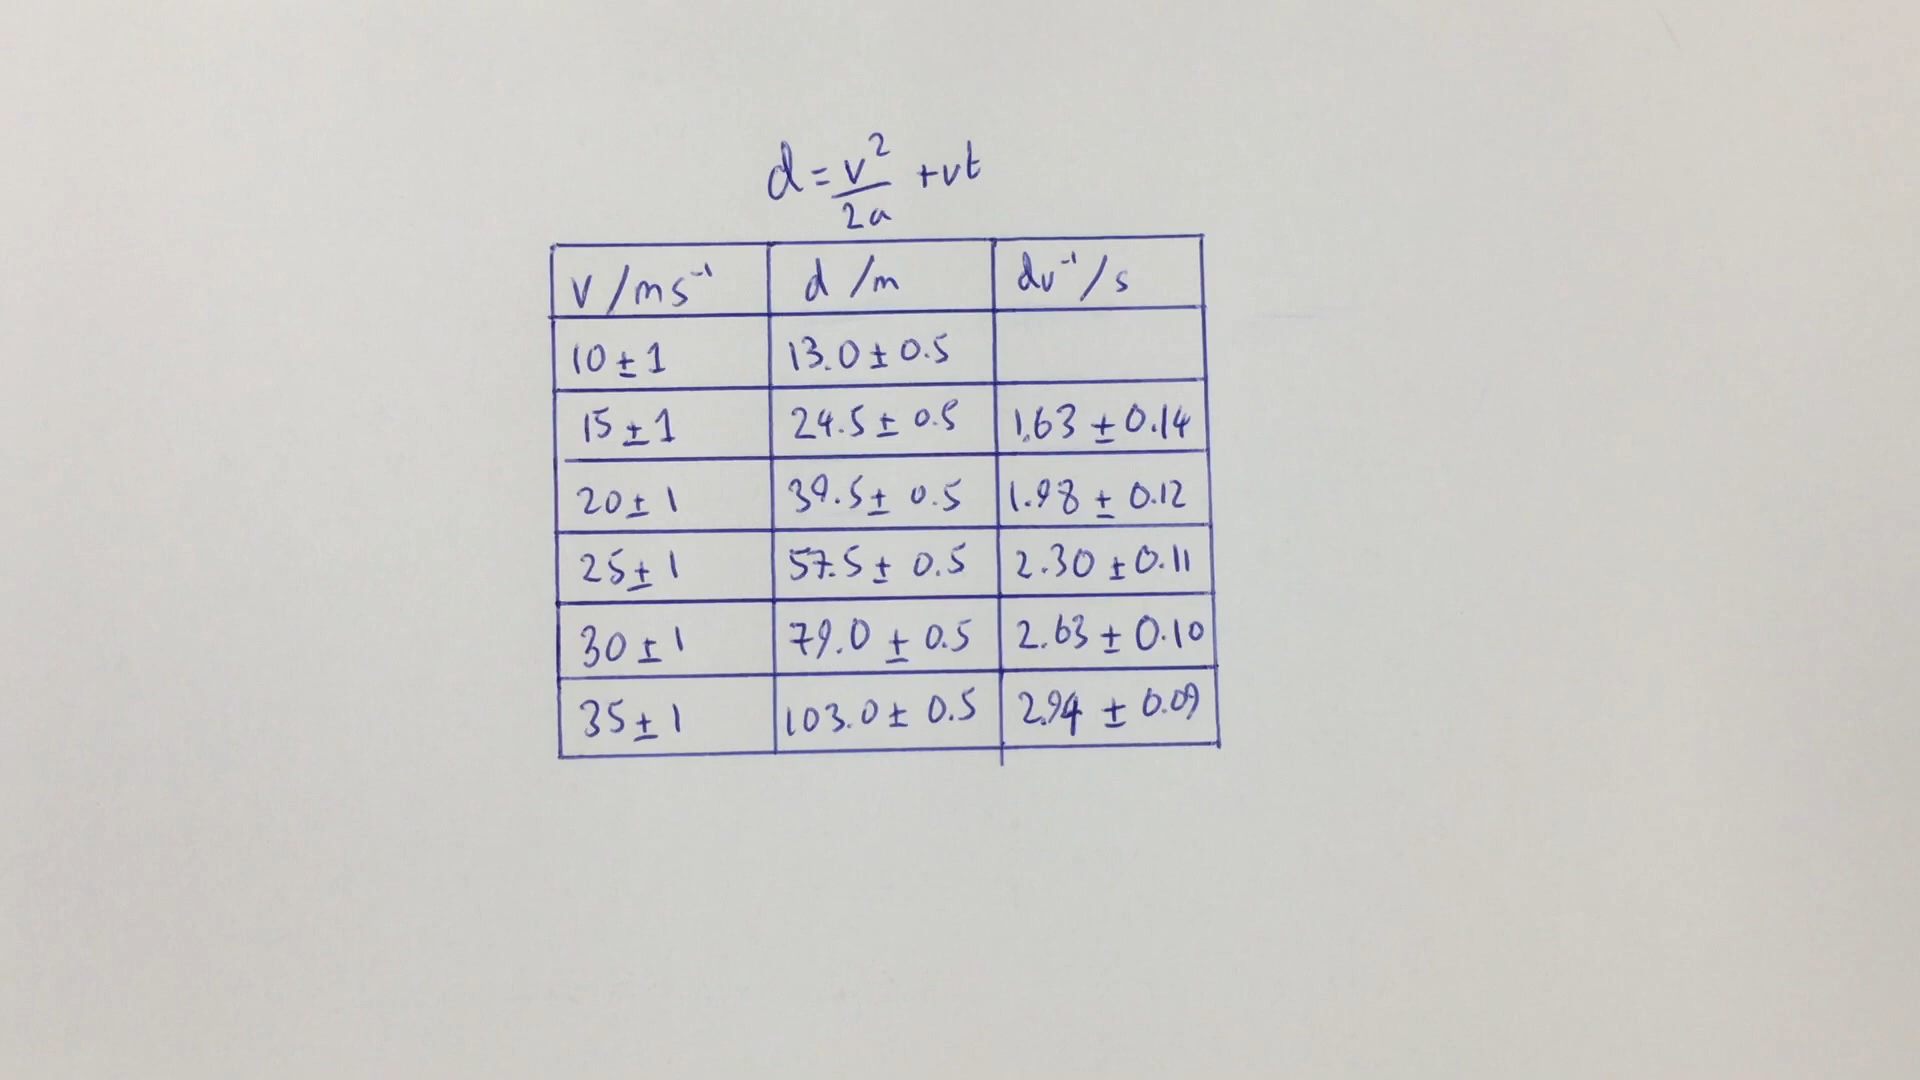 d = v²/2a + vt
v /ms⁻¹ d /m dv⁻¹/s
10 ± 1 13.0 ± 0.5
15 ± 1 24.5 ± 0.5 1.63 ± 0.14
20 ± 1 39.5 ± 0.5 1.98 ± 0.12
25 ± 1 57.5 ± 0.5 2.30 ± 0.11
30 ± 1 79.0 ± 0.5 2.63 ± 0.10
35 ± 1 103.0 ± 0.5 2.94 ± 0.09